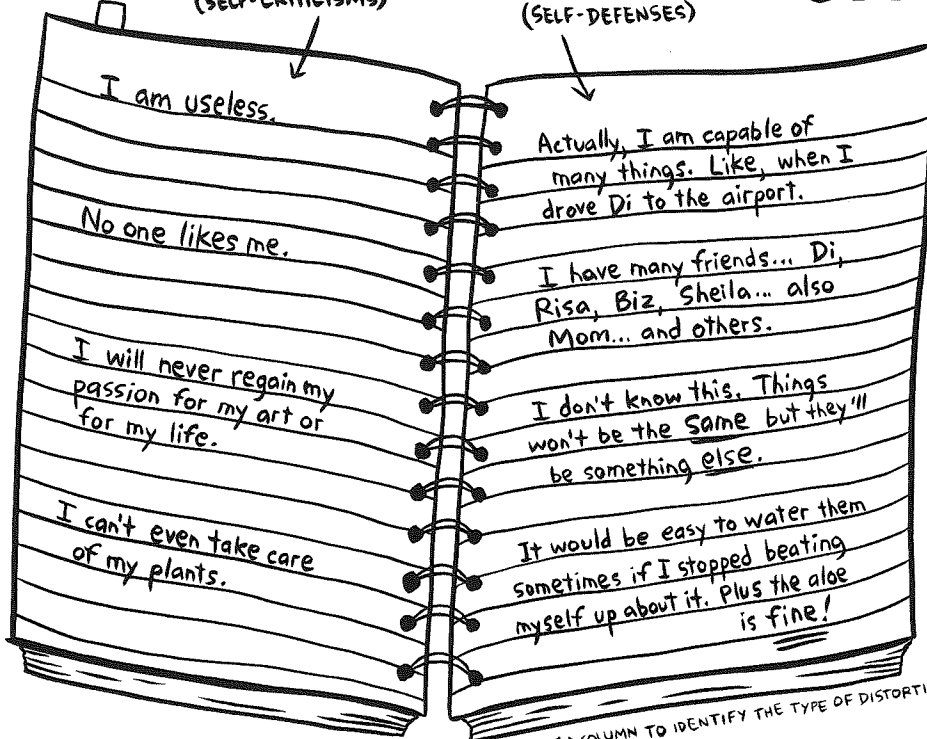 (SELF-CRITICISMS)
(SELF-DEFENSES)
I am useless.
No one likes me.
I will never regain my
passion for my art or
for my life.
I can't even take care
of my plants.
Actually, I am capable of
many things. Like, when I
drove Di to the airport.
I have many friends... Di,
Risa, Biz, Sheila... also
Mom... and others.
I don't know this. Things
won't be the same but they'll
be something else.
It would be easy to water them
sometimes if I stopped beating
myself up about it. Plus the aloe
is fine!
COLUMN TO IDENTIFY THE TYPE OF DISTORTI